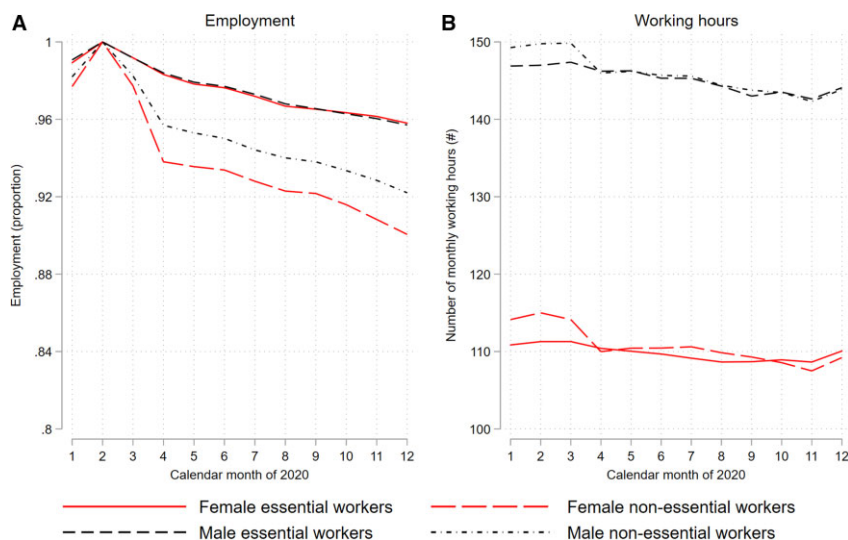 A Employment
Employment (proportion)
1
.96
.92
.88
.84
.8
1 2 3 4 5 6 7 8 9 10 11 12
Calendar month of 2020
B Working hours
Number of monthly working hours (#)
150
140
130
120
110
100
1 2 3 4 5 6 7 8 9 10 11 12
Calendar month of 2020
Female essential workers
Female non-essential workers
Male essential workers
Male non-essential workers